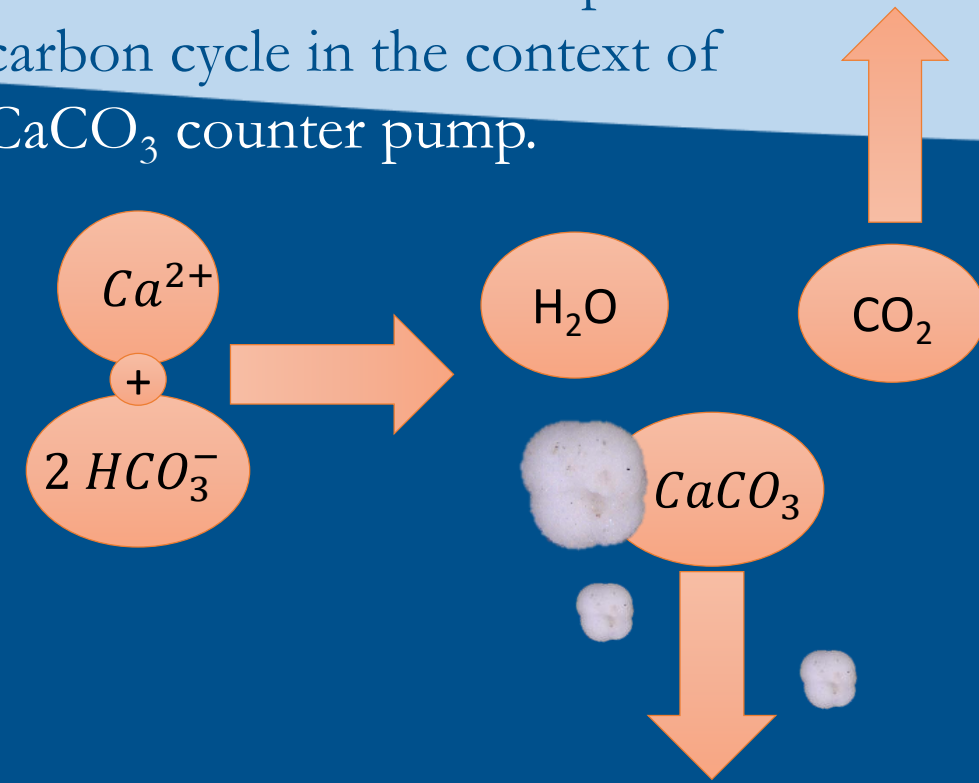 carbon cycle in the context of
CaCO₃ counter pump.
Ca²⁺
+
2 HCO₃⁻
H₂O
CO₂
CaCO₃